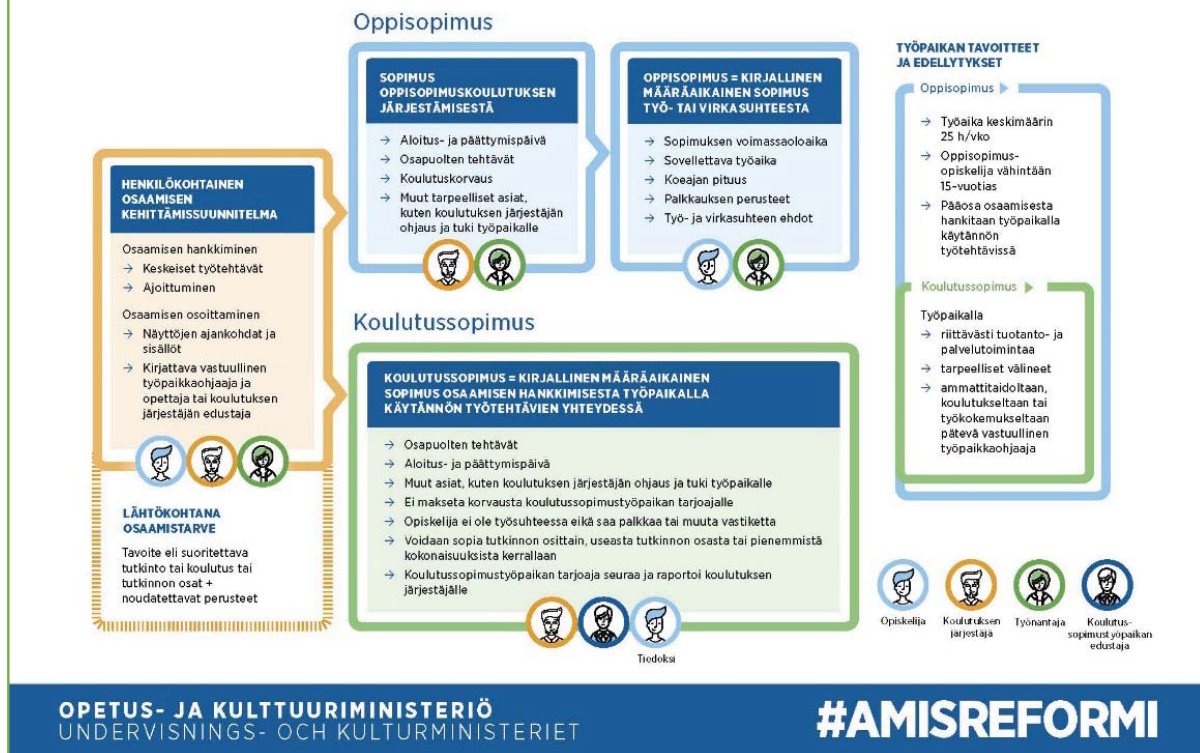 Oppisopimus
HENKILÖKOHTAINEN
OSAAMISEN
KEHITTÄMISSUUNNITELMA
Osaamisen hankkiminen
→ Keskeiset työtehtävät
→ Ajoittuminen
Osaamisen osoittaminen
→ Näyttöjen ajankohdat ja
sisällöt
→ Kirjattava vastuullinen
työpaikkaohjaaja ja
opettaja tai koulutuksen
järjestäjän edustaja
LÄHTÖKOHTANA
OSAAMISTARVE
Tavoite eli suoritettava
tutkinto tai koulutus tai
tutkinnon osat +
noudatettavat perusteet
SOPIMUS
OPPISOPIMUSKOULUTUKSEN
JÄRJESTÄMISESTÄ
→ Aloitus- ja päättymispäivä
→ Osapuolten tehtävät
→ Koulutuskorvaus
→ Muut tarpeelliset asiat,
kuten koulutuksen järjestäjän
ohjaus ja tuki työpaikalle
OPPISOPIMUS = KIRJALLINEN
MÄÄRÄAIKAINEN SOPIMUS
TYÖ- TAI VIRKASUHTEESTA
→ Sopimuksen voimassaoloaika
→ Sovellettava työaika
→ Koeajan pituus
→ Palkkauksen perusteet
→ Työ- ja virkasuhteen ehdot
Koulutussopimus
KOULUTUSSOPIMUS = KIRJALLINEN MÄÄRÄAIKAINEN
SOPIMUS OSAAMISEN HANKKIMISESTA TYÖPAIKALLA
KÄYTÄNNÖN TYÖTEHTÄVIEN YHTEYDESSÄ
→ Osapuolten tehtävät
→ Aloitus- ja päättymispäivä
→ Muut asiat, kuten koulutuksen järjestäjän ohjaus ja tuki työpaikalle
→ Ei makseta korvausta koulutussopimustyöpaikan tarjoajalle
→ Opiskelija ei ole työsuhteessa eikä saa palkkaa tai muuta vastiketta
→ Voidaan sopia tutkinnon osittain, useasta tutkinnon osasta tai pienemmistä
kokonaisuuksista kerrallaan
→ Koulutussopimustyöpaikan tarjoaja seuraa ja raportoi koulutuksen
järjestäjälle
Tiedoksi
TYÖPAIKAN TAVOITTEET
JA EDELLYTYKSET
Oppisopimus
→ Työaika keskimäärin
25 h/vko
→ Oppisopimus-
opiskelija vähintään
15-vuotias
→ Pääosa osaamisesta
hankitaan työpaikalla
käytännön
työtehtävissä
Koulutussopimus
Työpaikalla
→ riittävästi tuotanto- ja
palvelutoimintaa
→ tarpeelliset välineet
→ ammattitaidoltaan,
koulutukseltaan tai
työkokemukseltaan
pätevä vastuullinen
työpaikkaohjaaja
Opiskelija
Koulutuksen
järjestäjä
Työnantaja
Koulutus-
sopimustyöpaikan
edustaja
OPETUS- JA KULTTUURIMINISTERIÖ
UNDERVISNINGS- OCH KULTURMINISTERIET
#AMISREFORMI